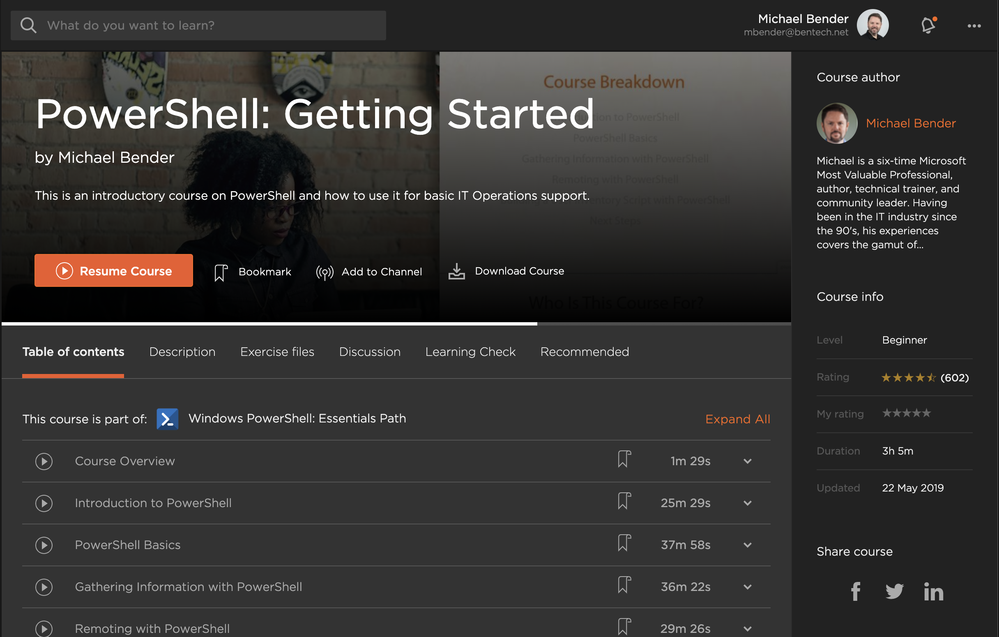 What do you want to learn?
Michael Bender
mbender@bentech.net
Course Breakdown
PowerShell: Getting Started
tion to PowerShell
PowerShell Basics
by Michael Bender
Gathering Information with PowerShell
Remoting with PowerShell
This is an introductory course on PowerShell and how to use it for basic IT Operations support.
Script with PowerShell
Next Steps
Resume Course
Bookmark
Add to Channel
Download Course
Who Is This Course For?
Table of contents
Description
Exercise files
Discussion
Learning Check
Recommended
This course is part of:
Windows PowerShell: Essentials Path
Expand All
Course Overview
1m 29s
Introduction to PowerShell
25m 29s
PowerShell Basics
37m 58s
Gathering Information with PowerShell
36m 22s
Remoting with PowerShell
29m 26s
Course author
Michael Bender
Michael is a six-time Microsoft
Most Valuable Professional,
author, technical trainer, and
community leader. Having
been in the IT industry since
the 90's, his experiences
covers the gamut of...
Course info
Level
Beginner
Rating
(602)
My rating
Duration
3h 5m
Updated
22 May 2019
Share course